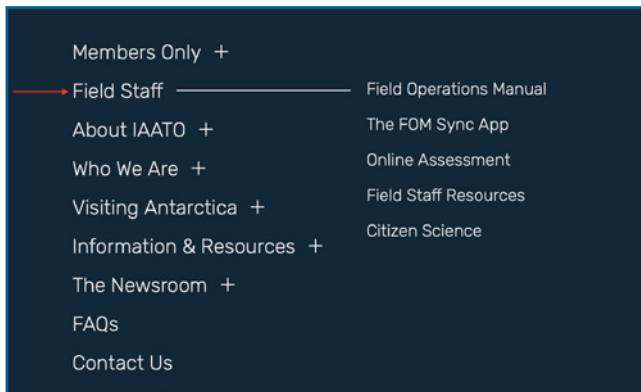 Members Only +
Field Staff
About IAATO +
Who We Are +
Visiting Antarctica +
Information & Resources +
The Newsroom +
FAQs
Contact Us
Field Operations Manual
The FOM Sync App
Online Assessment
Field Staff Resources
Citizen Science